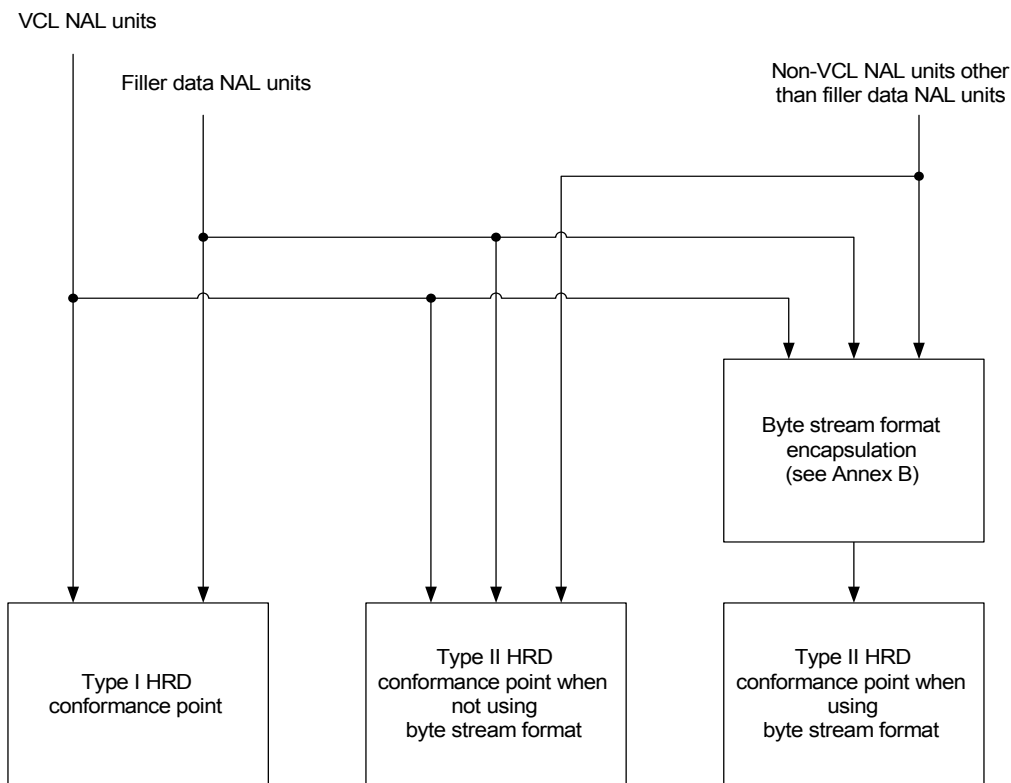 VCL NAL units
Filler data NAL units
Non-VCL NAL units other
than filler data NAL units
Byte stream format
encapsulation
(see Annex B)
Type I HRD
conformance point
Type II HRD
conformance point when
not using
byte stream format
Type II HRD
conformance point when
using
byte stream format